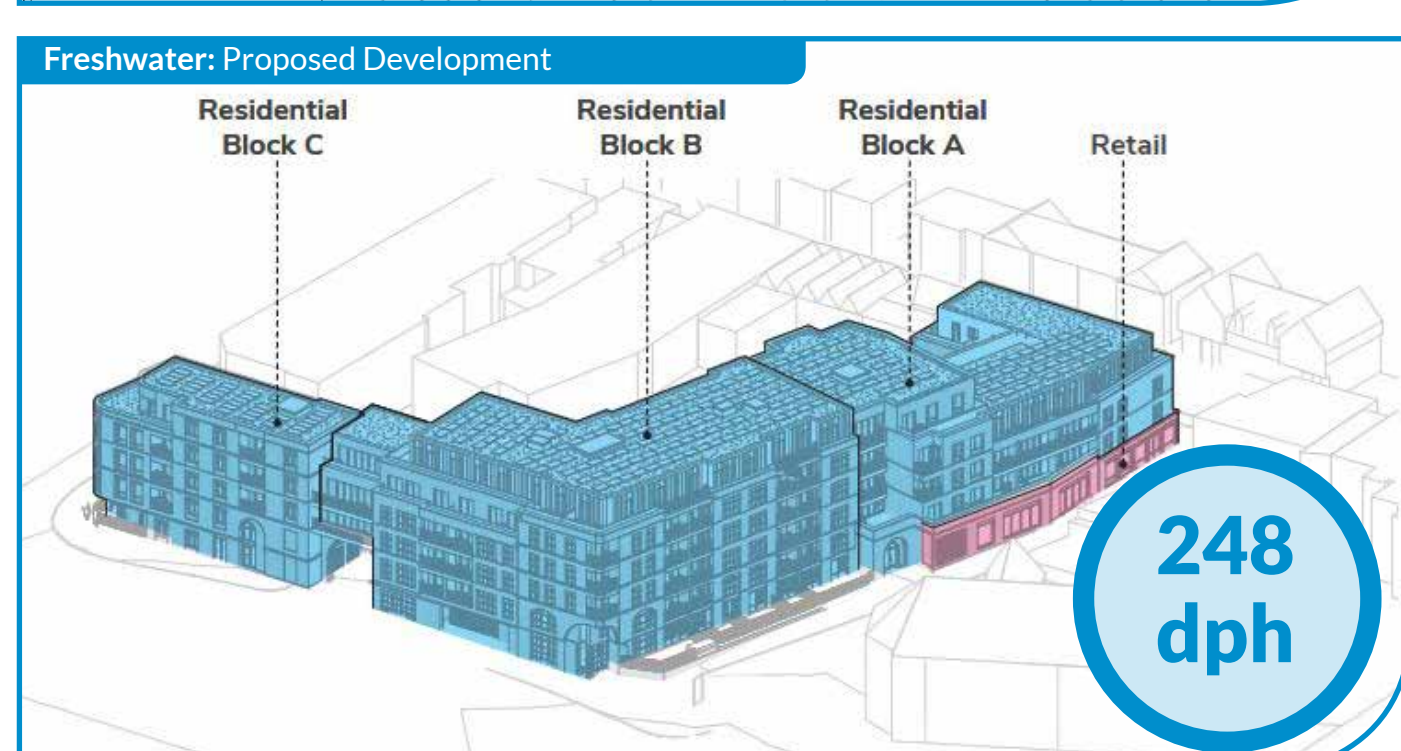 Freshwater: Proposed Development
Residential
Block C
Residential
Block B
Residential
Block A
Retail
248
dph